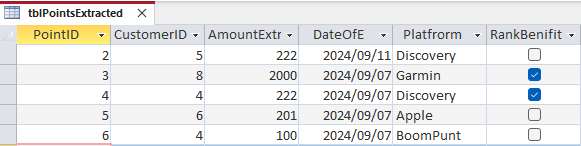 tblPointsExtracted
PointID CustomerID AmountExtr DateOfE Platfrorm RankBenifit
2 5 222 2024/09/11 Discovery
3 8 2000 2024/09/07 Garmin
4 4 222 2024/09/07 Discovery
5 6 201 2024/09/07 Apple
6 4 100 2024/09/07 BoomPunt